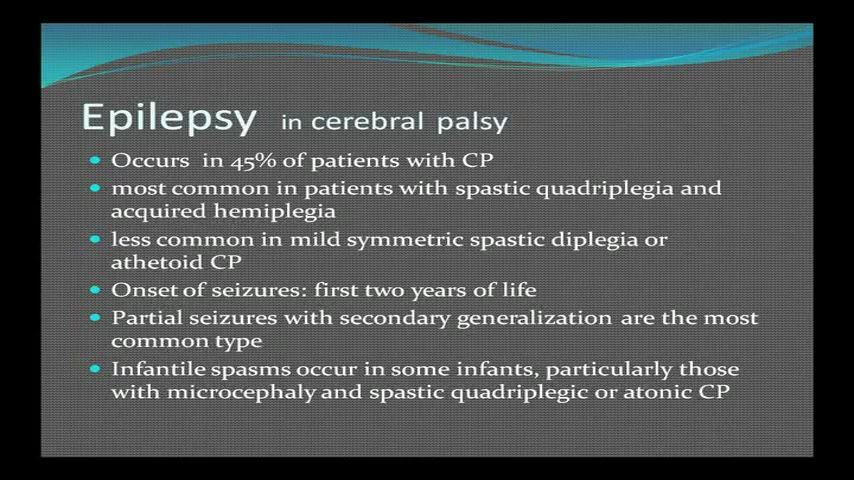 Epilepsy in cerebral palsy
• Occurs in 45% of patients with CP
• most common in patients with spastic quadriplegia and
acquired hemiplegia
• less common in mild symmetric spastic diplegia or
athetoid CP
• Onset of seizures: first two years of life
• Partial seizures with secondary generalization are the most
common type
• Infantile spasms occur in some infants, particularly those
with microcephaly and spastic quadriplegic or atonic CP